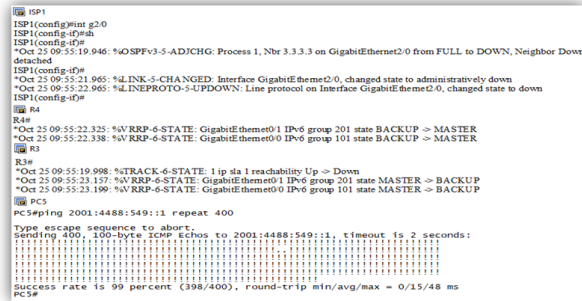 ISP1
ISP1(config)#int g2/0
ISP1(config-if)#sh
ISP1(config-if)#
*Oct 25 09:55:19.946: %OSPFv3-5-ADJCHG: Process 1, Nbr 3.3.3.3 on GigabitEthernet2/0 from FULL to DOWN, Neighbor Down
detached
ISP1(config-if)#
*Oct 25 09:55:21.965: %LINK-5-CHANGED: Interface GigabitEthernet2/0, changed state to administratively down
*Oct 25 09:55:22.965: %LINEPROTO-5-UPDOWN: Line protocol on Interface GigabitEthernet2/0, changed state to down
ISP1(config-if)#
R4
R4#
*Oct 25 09:55:22.325: %VRRP-6-STATE: GigabitEthernet0/1 IPv6 group 201 state BACKUP -> MASTER
*Oct 25 09:55:22.338: %VRRP-6-STATE: GigabitEthernet0/0 IPv6 group 101 state BACKUP -> MASTER
R3
R3#
*Oct 25 09:55:19.998: %TRACK-6-STATE: 1 ip sla 1 reachability Up -> Down
*Oct 25 09:55:23.157: %VRRP-6-STATE: GigabitEthernet0/1 IPv6 group 201 state MASTER -> BACKUP
*Oct 25 09:55:23.199: %VRRP-6-STATE: GigabitEthernet0/0 IPv6 group 101 state MASTER -> BACKUP
PC5
PC5#ping 2001:4488:549::1 repeat 400
Type escape sequence to abort.
Sending 400, 100-byte ICMP Echos to 2001:4488:549::1, timeout is 2 seconds:
!!!!!!!!!!!!!!!!!!!!!!!!!!!!!!!!!!!!!!!!!!!!!!!!!!!!!!!!!!!!!!!!!!!!!!
!!!!!!!!!!!!!!!!!!!!!!!!!!!!!!!!!!!!!!!!!!!..!!!!!!!!!!!!!!!!!!!!!!!!!
!!!!!!!!!!!!!!!!!!!!!!!!!!!!!!!!!!!!!!!!!!!!!!!!!!!!!!!!!!!!!!!!!!!!!!
!!!!!!!!!!!!!!!!!!!!!!!!!!!!!!!!!!!!!!!!!!!!!!!!!!!!!!!!!!!!!!!!!!!!!!
!!!!!!!!!!!!!!!!!!!!!!!!!!!!!!!!!!!!!!!!!!!!!!!!!!!!!!!!!!!!!!!!!!!!!!
!!!!!!!!!!!!!!!!!!!!!!!!!!!!!!!!!!!!!!!!!!!!!!!!!!
Success rate is 99 percent (398/400), round-trip min/avg/max = 0/15/48 ms
PC5#